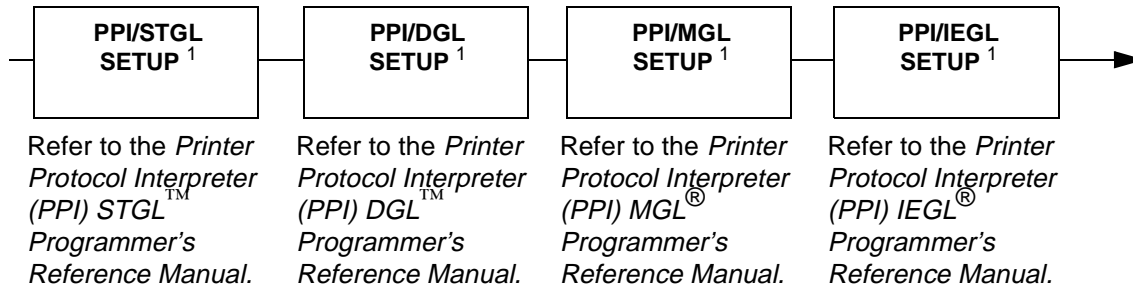 PPI/STGL
SETUP 1
PPI/DGL
SETUP 1
PPI/MGL
SETUP 1
PPI/IEGL
SETUP 1
Refer to the Printer
Protocol Interpreter
(PPI) STGL™
Programmer's
Reference Manual.
Refer to the Printer
Protocol Interpreter
(PPI) DGL™
Programmer's
Reference Manual.
Refer to the Printer
Protocol Interpreter
(PPI) MGL®
Programmer's
Reference Manual.
Refer to the Printer
Protocol Interpreter
(PPI) IEGL®
Programmer's
Reference Manual.